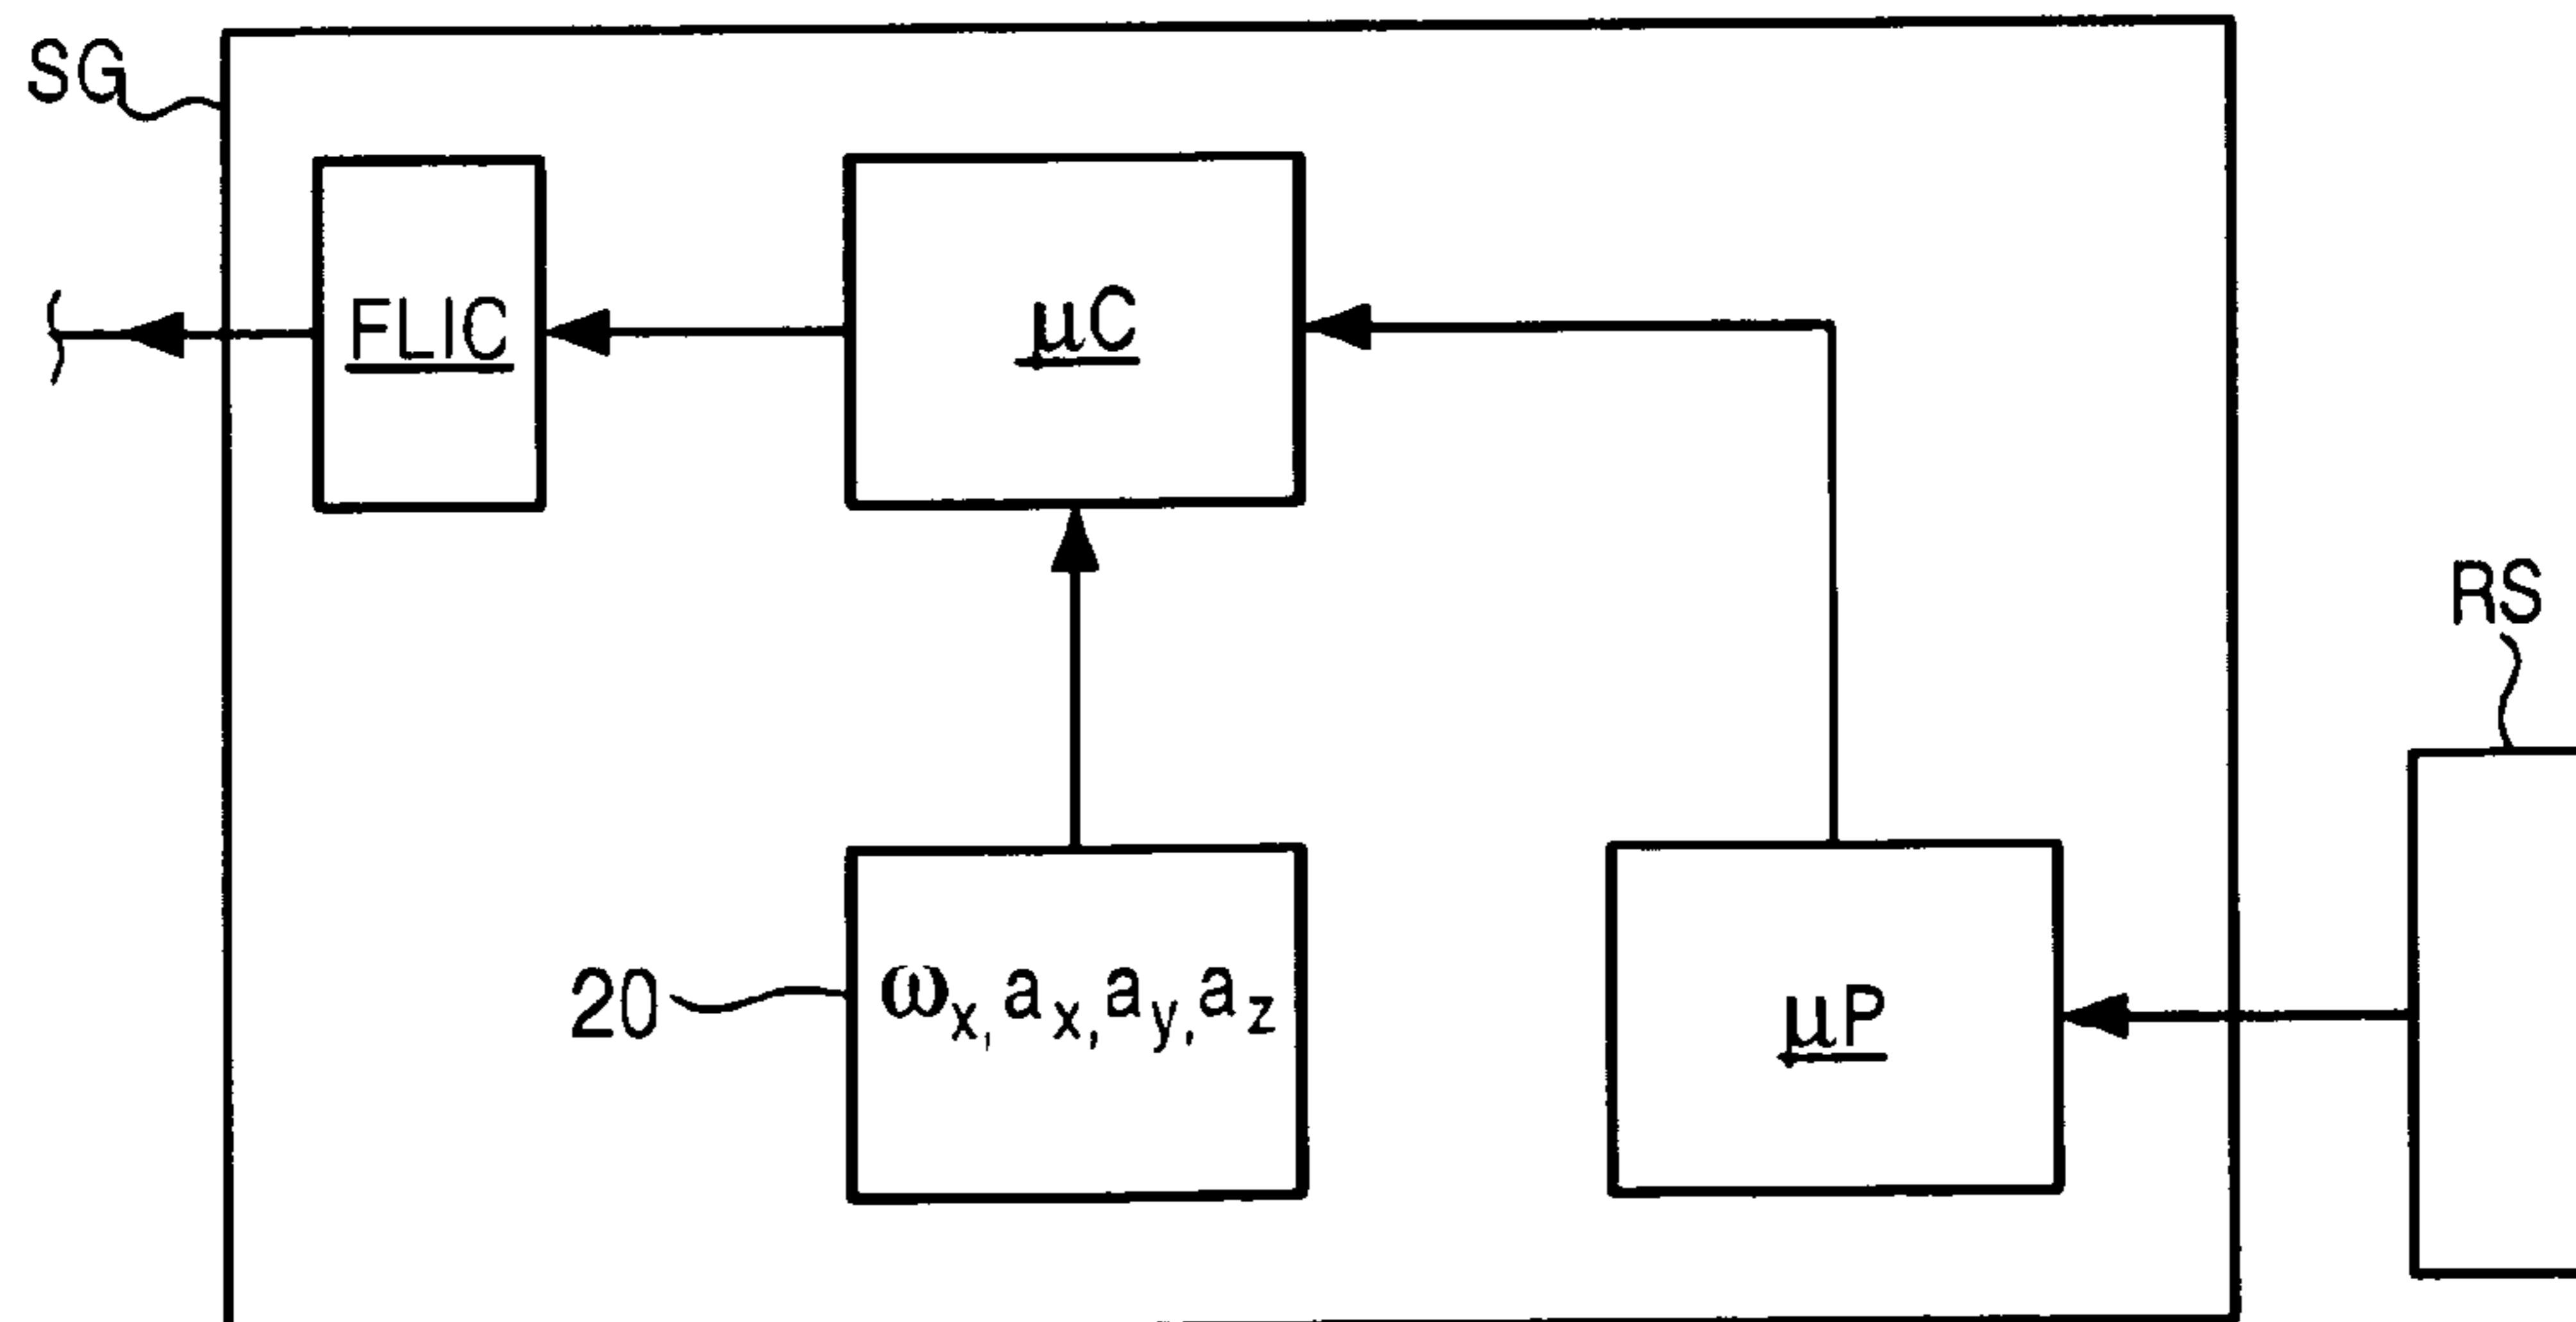 SG
FLIC
μC
RS
20
ωx, ax, ay, az
μP